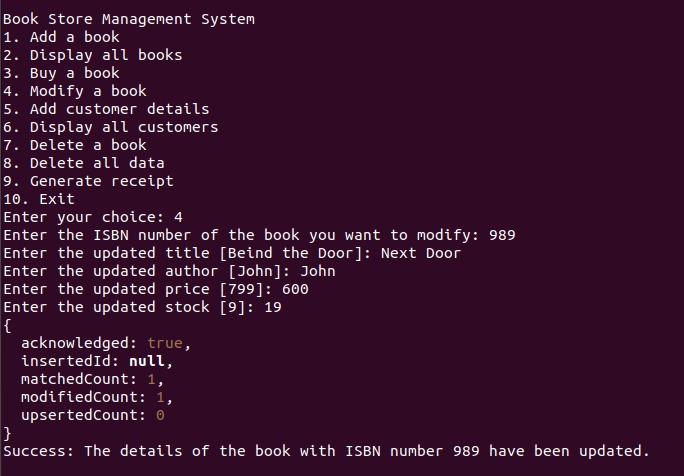 Book Store Management System
1. Add a book
2. Display all books
3. Buy a book
4. Modify a book
5. Add customer details
6. Display all customers
7. Delete a book
8. Delete all data
9. Generate receipt
10. Exit
Enter your choice: 4
Enter the ISBN number of the book you want to modify: 989
Enter the updated title [Beind the Door]: Next Door
Enter the updated author [John]: John
Enter the updated price [799]: 600
Enter the updated stock [9]: 19
{
  acknowledged: true,
  insertedId: null,
  matchedCount: 1,
  modifiedCount: 1,
  upsertedCount: 0
}
Success: The details of the book with ISBN number 989 have been updated.